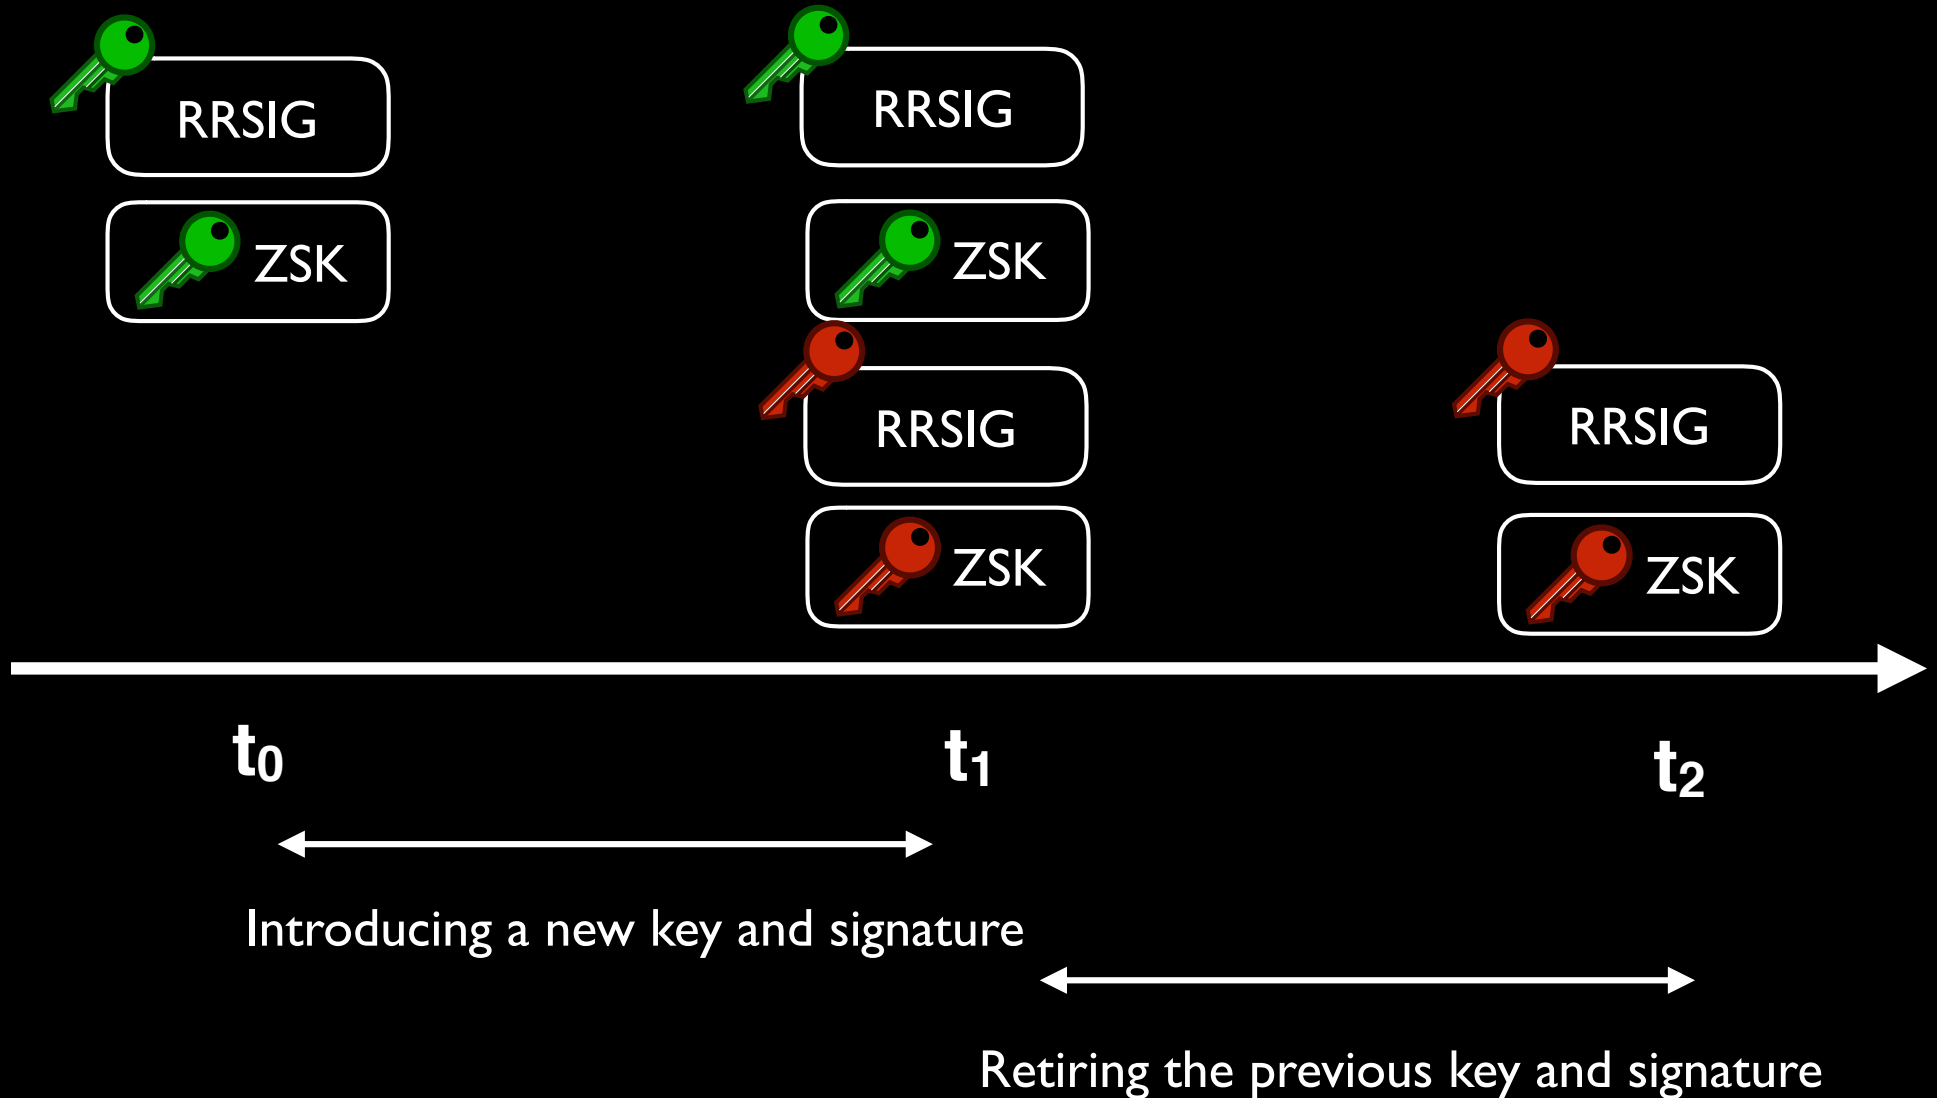 RRSIG
ZSK
RRSIG
ZSK
RRSIG
ZSK
RRSIG
ZSK
t0
t1
t2
Introducing a new key and signature
Retiring the previous key and signature